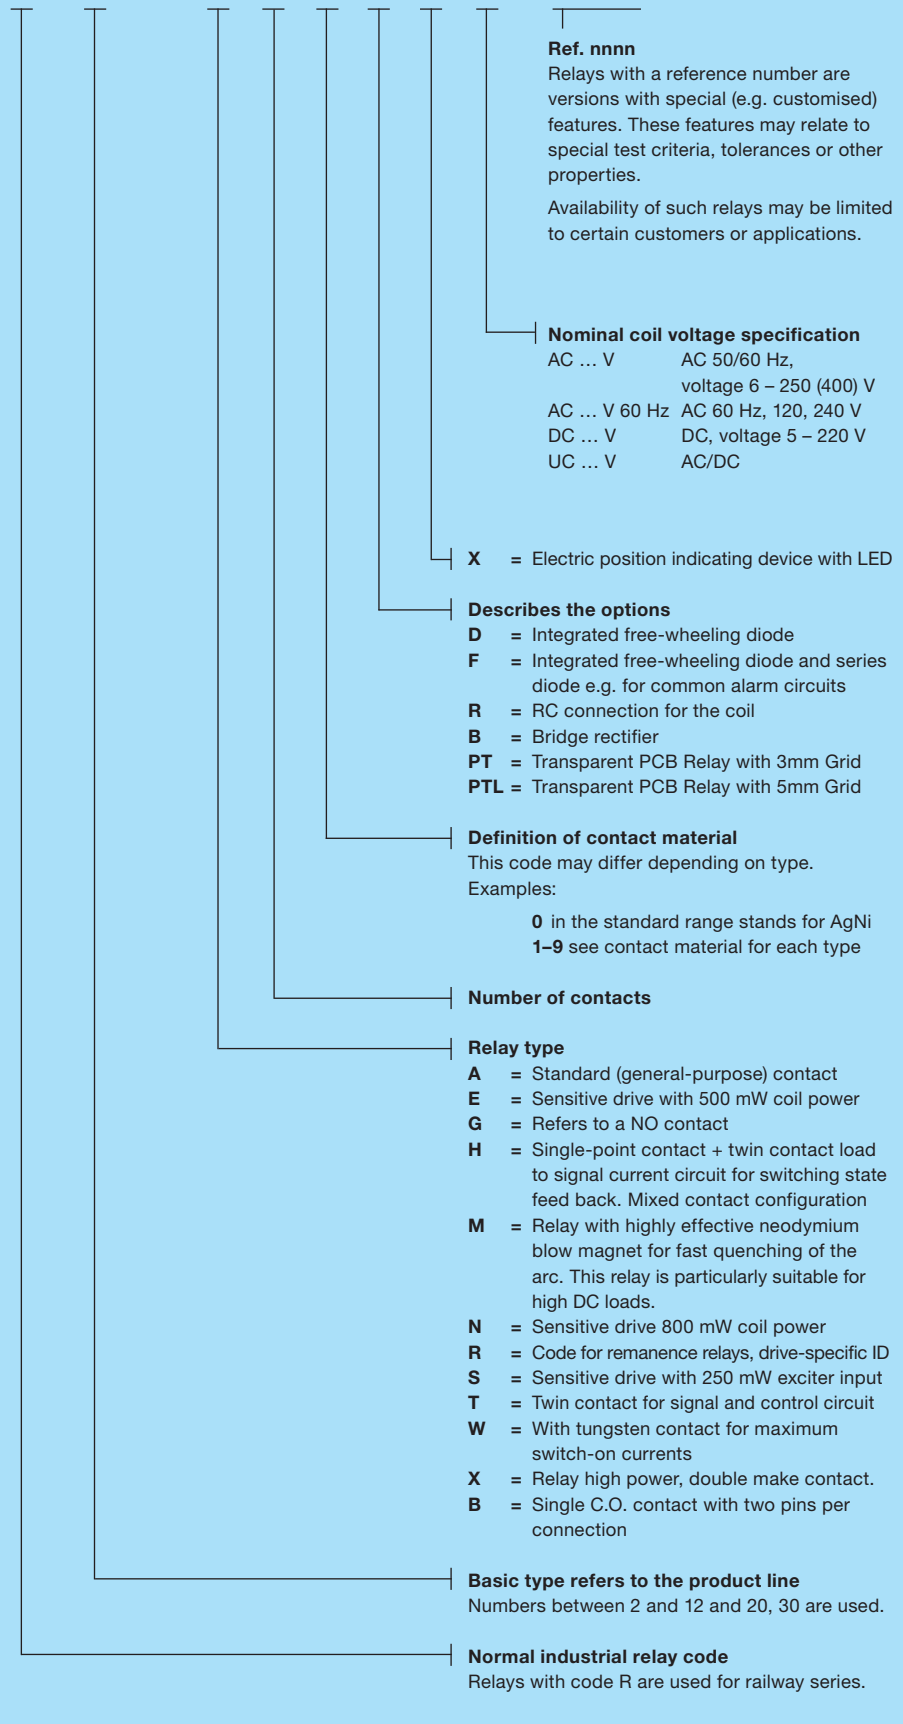 Ref. nnnn
Relays with a reference number are
versions with special (e.g. customised)
features. These features may relate to
special test criteria, tolerances or other
properties.
Availability of such relays may be limited
to certain customers or applications.
Nominal coil voltage specification
AC … V AC 50/60 Hz,
voltage 6 – 250 (400) V
AC … V 60 Hz AC 60 Hz, 120, 240 V
DC … V DC, voltage 5 – 220 V
UC … V AC/DC
X = Electric position indicating device with LED
Describes the options
D = Integrated free-wheeling diode
F = Integrated free-wheeling diode and series
diode e.g. for common alarm circuits
R = RC connection for the coil
B = Bridge rectifier
PT = Transparent PCB Relay with 3mm Grid
PTL = Transparent PCB Relay with 5mm Grid
Definition of contact material
This code may differ depending on type.
Examples:
0 in the standard range stands for AgNi
1–9 see contact material for each type
Number of contacts
Relay type
A = Standard (general-purpose) contact
E = Sensitive drive with 500 mW coil power
G = Refers to a NO contact
H = Single-point contact + twin contact load
to signal current circuit for switching state
feed back. Mixed contact configuration
M = Relay with highly effective neodymium
blow magnet for fast quenching of the
arc. This relay is particularly suitable for
high DC loads.
N = Sensitive drive 800 mW coil power
R = Code for remanence relays, drive-specific ID
S = Sensitive drive with 250 mW exciter input
T = Twin contact for signal and control circuit
W = With tungsten contact for maximum
switch-on currents
X = Relay high power, double make contact.
B = Single C.O. contact with two pins per
connection
Basic type refers to the product line
Numbers between 2 and 12 and 20, 30 are used.
Normal industrial relay code
Relays with code R are used for railway series.